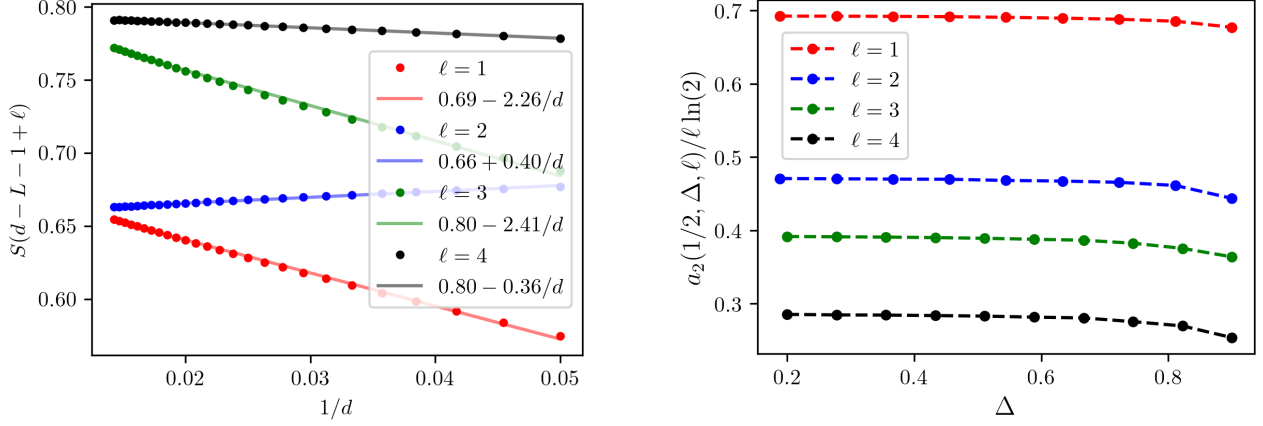 0.80
0.75
0.70
0.65
0.60
S(d − L − 1 + ℓ)
ℓ = 1
0.69 − 2.26/d
ℓ = 2
0.66 + 0.40/d
ℓ = 3
0.80 − 2.41/d
ℓ = 4
0.80 − 0.36/d
0.02
0.03
0.04
0.05
1/d
0.7
0.6
0.5
0.4
0.3
a₂(1/2, Δ, ℓ)/ℓ ln(2)
ℓ = 1
ℓ = 2
ℓ = 3
ℓ = 4
0.2
0.4
0.6
0.8
Δ